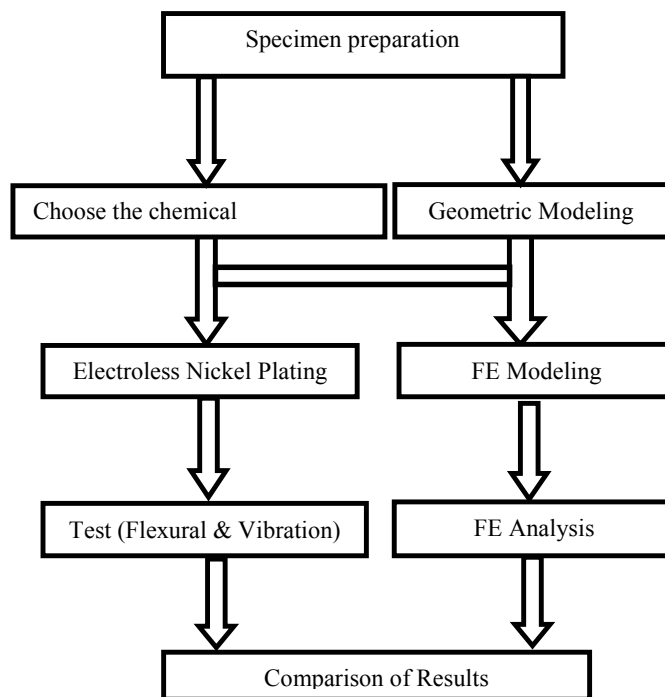 Specimen preparation
Choose the chemical
Geometric Modeling
Electroless Nickel Plating
FE Modeling
Test (Flexural & Vibration)
FE Analysis
Comparison of Results